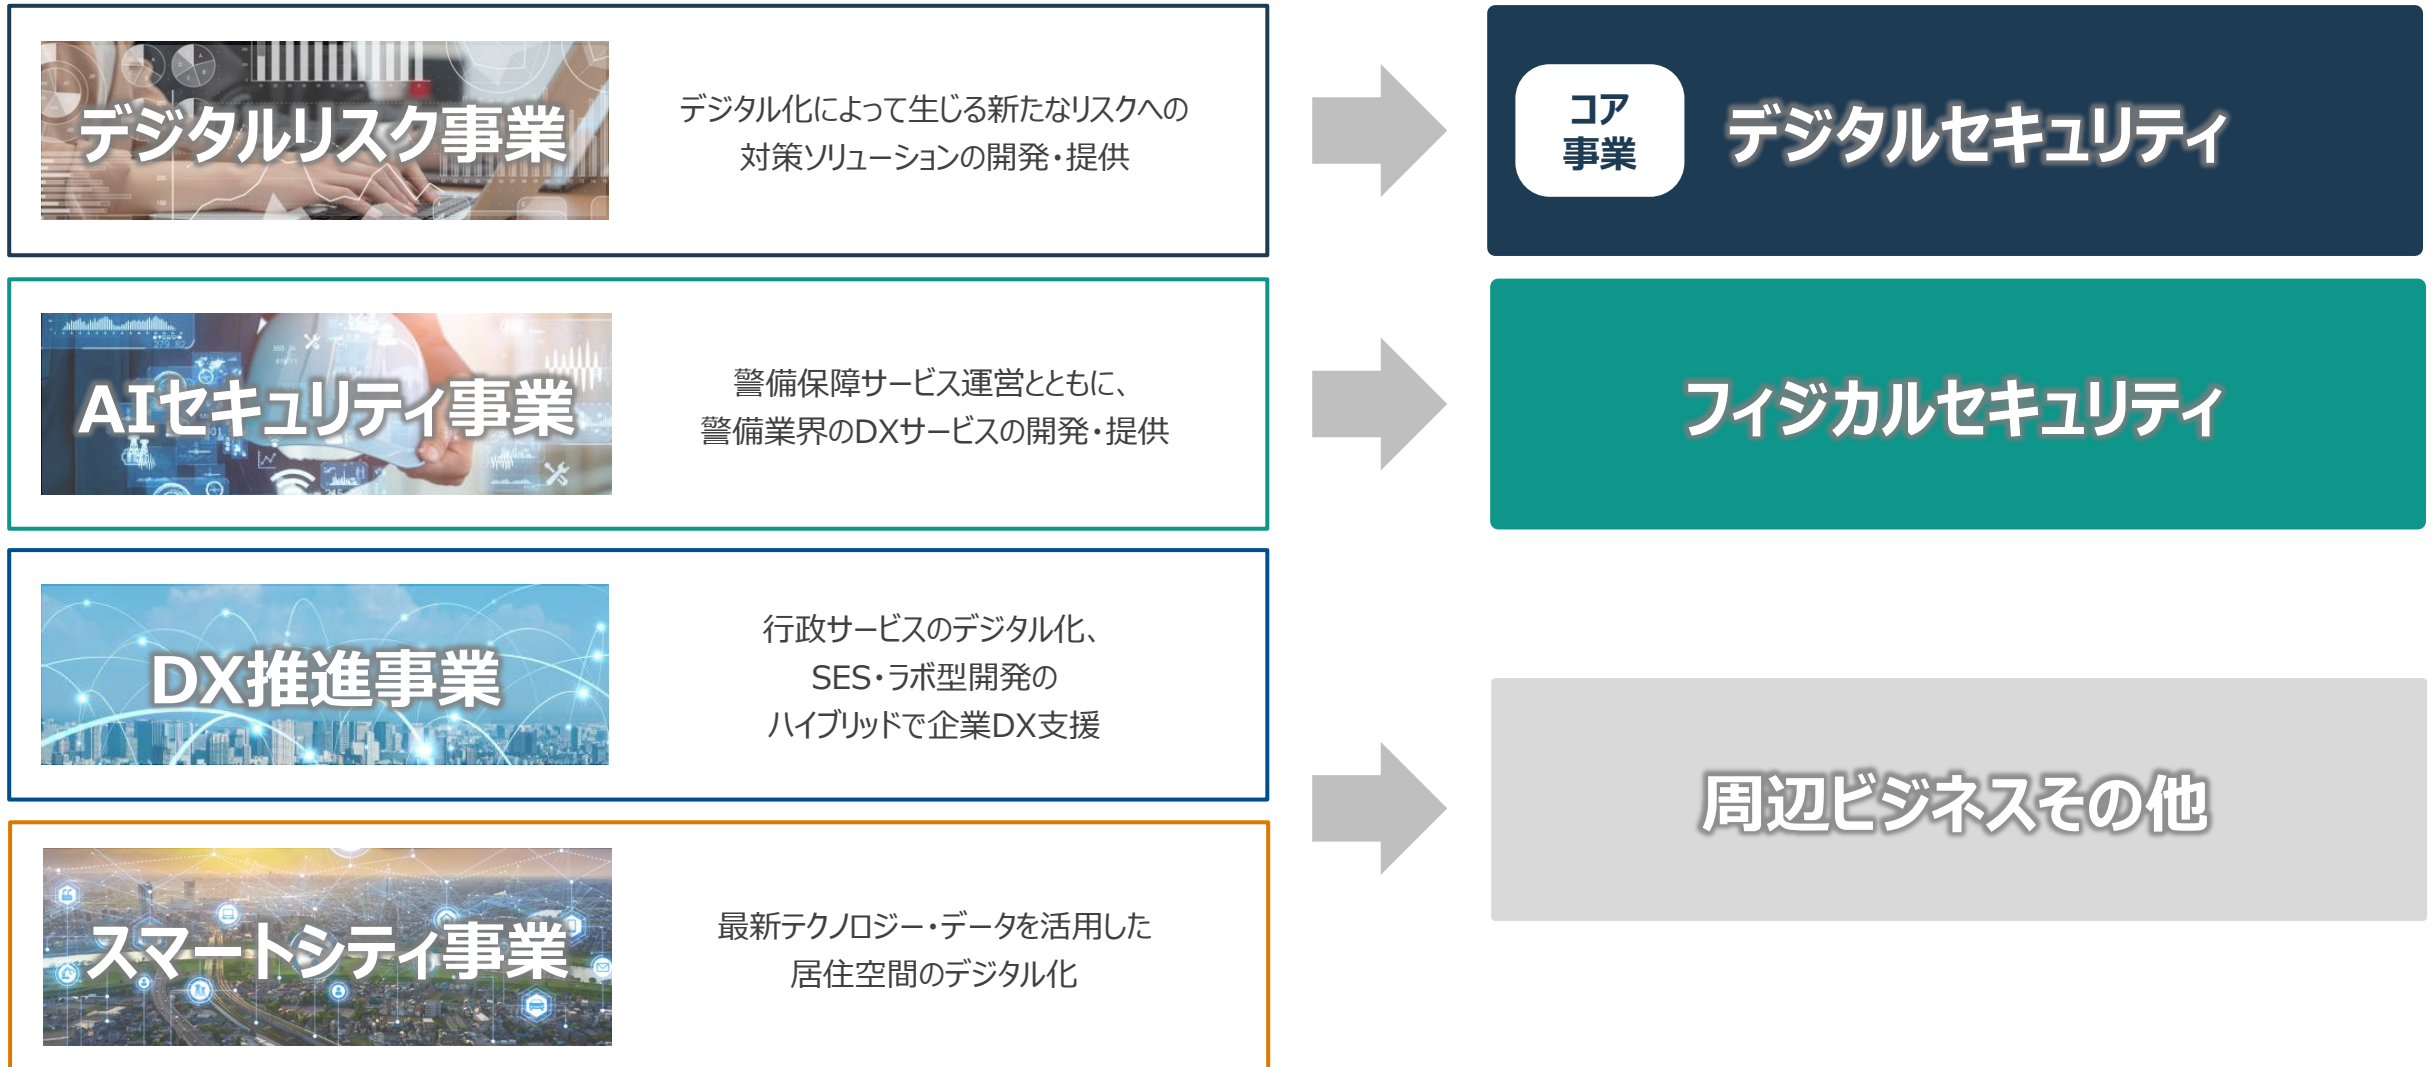 デジタルリスク事業
デジタル化によって生じる新たなリスクへの
対策ソリューションの開発・提供
コア
事業
デジタルセキュリティ
AIセキュリティ事業
警備保障サービス運営とともに、
警備業界のDXサービスの開発・提供
フィジカルセキュリティ
DX推進事業
行政サービスのデジタル化、
SES・ラボ型開発の
ハイブリッドで企業DX支援
周辺ビジネスその他
スマートシティ事業
最新テクノロジー・データを活用した
居住空間のデジタル化